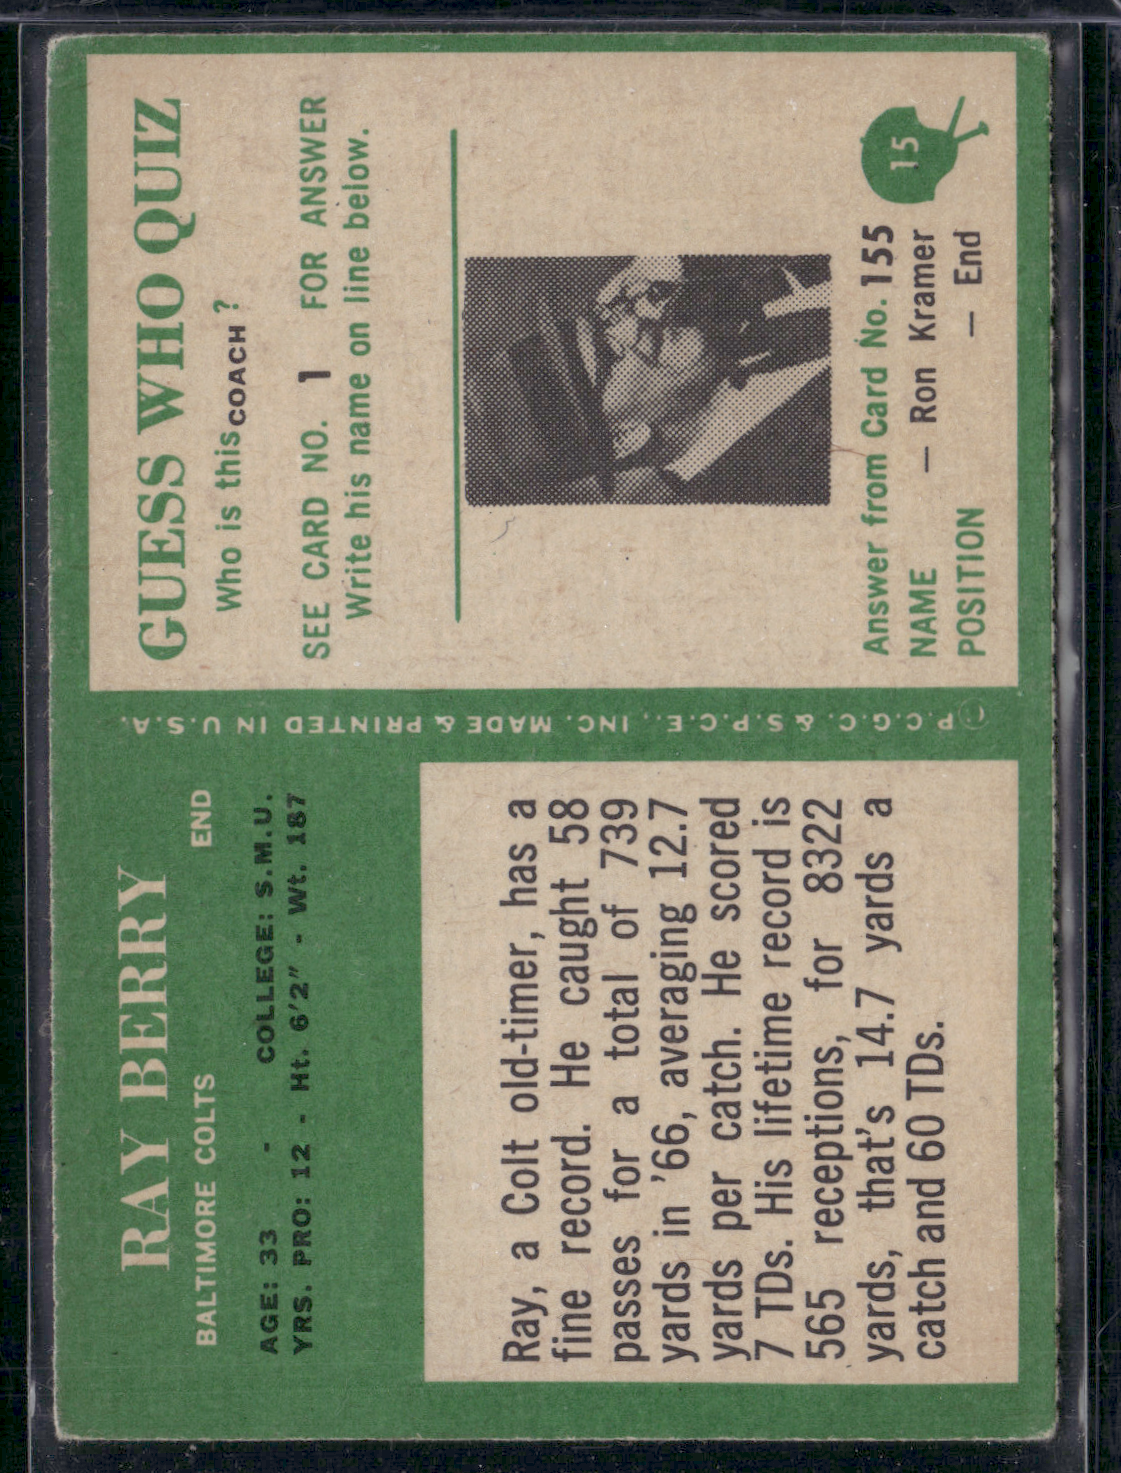 RAY BERRY
BALTIMORE COLTS END
AGE: 33 - COLLEGE: S.M.U.
YRS. PRO: 12 - Ht. 6'2" - Wt. 187
Ray, a Colt old-timer, has a
fine record. He caught 58
passes for a total of 739
yards in '66, averaging 12.7
yards per catch. He scored
7 TDs. His lifetime record is
565 receptions, for 8322
yards, that's 14.7 yards a
catch and 60 TDs.
Ⓒ P.C.G.C. & S.P.C.E., INC. MADE & PRINTED IN U.S.A.
GUESS WHO QUIZ
Who is this COACH ?
SEE CARD NO. 1 FOR ANSWER
Write his name on line below.
Answer from Card No. 155
NAME — Ron Kramer
POSITION — End
15